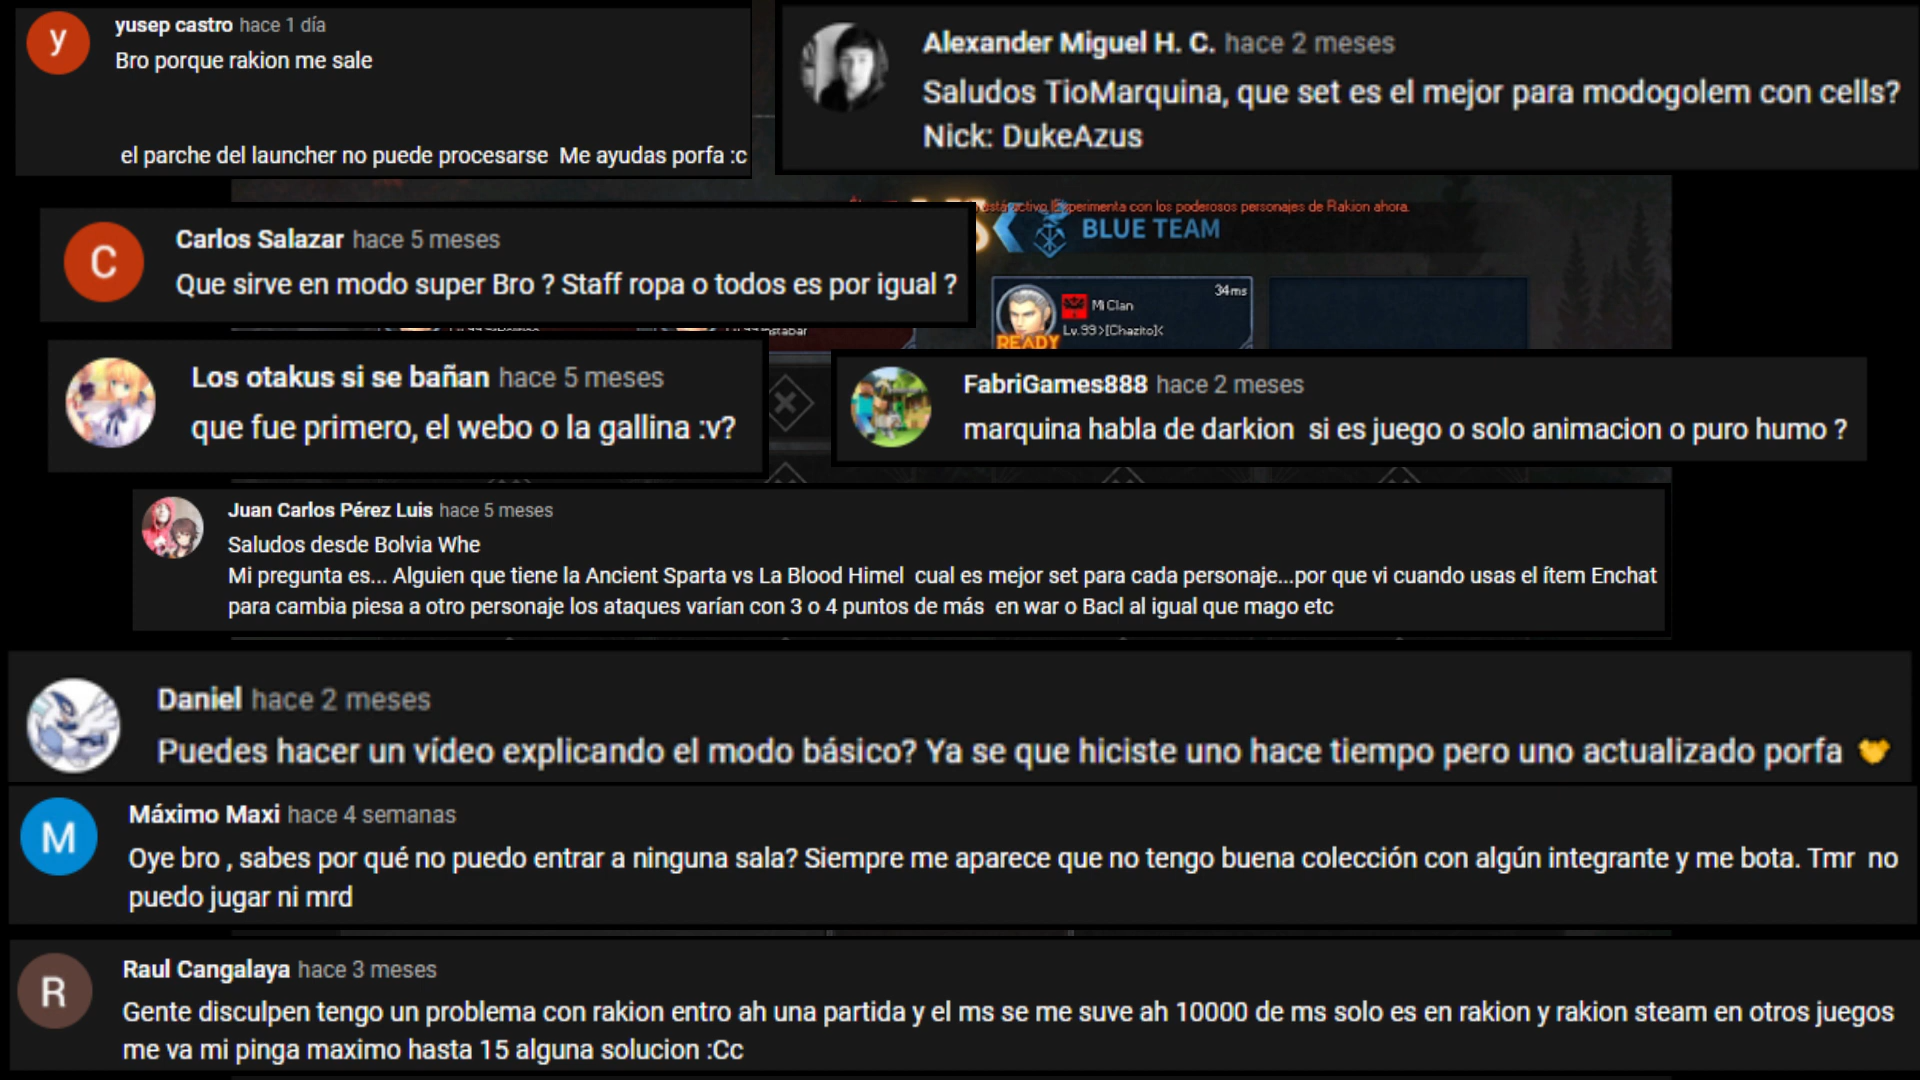 y
yusep castro hace 1 día
Bro porque rakion me sale
el parche del launcher no puede procesarse Me ayudas porfa :c
Alexander Miguel H. C. hace 2 meses
Saludos TioMarquina, que set es el mejor para modogolem con cells?
Nick: DukeAzus
activo Experimenta con los poderosos personajes de Rakion ahora.
BLUE TEAM
C
Carlos Salazar hace 5 meses
Que sirve en modo super Bro ? Staff ropa o todos es por igual ?
34ms
Mi Clan
Lv.99>[Chazito]<
READY
Los otakus si se bañan hace 5 meses
que fue primero, el webo o la gallina :v?
FabriGames888 hace 2 meses
marquina habla de darkion si es juego o solo animacion o puro humo ?
Juan Carlos Pérez Luis hace 5 meses
Saludos desde Bolvia Whe
Mi pregunta es... Alguien que tiene la Ancient Sparta vs La Blood Himel cual es mejor set para cada personaje...por que vi cuando usas el ítem Enchat
para cambia piesa a otro personaje los ataques varían con 3 o 4 puntos de más en war o Bacl al igual que mago etc
Daniel hace 2 meses
Puedes hacer un vídeo explicando el modo básico? Ya se que hiciste uno hace tiempo pero uno actualizado porfa
M
Máximo Maxi hace 4 semanas
Oye bro , sabes por qué no puedo entrar a ninguna sala? Siempre me aparece que no tengo buena colección con algún integrante y me bota. Tmr no
puedo jugar ni mrd
R
Raul Cangalaya hace 3 meses
Gente disculpen tengo un problema con rakion entro ah una partida y el ms se me suve ah 10000 de ms solo es en rakion y rakion steam en otros juegos
me va mi pinga maximo hasta 15 alguna solucion :Cc